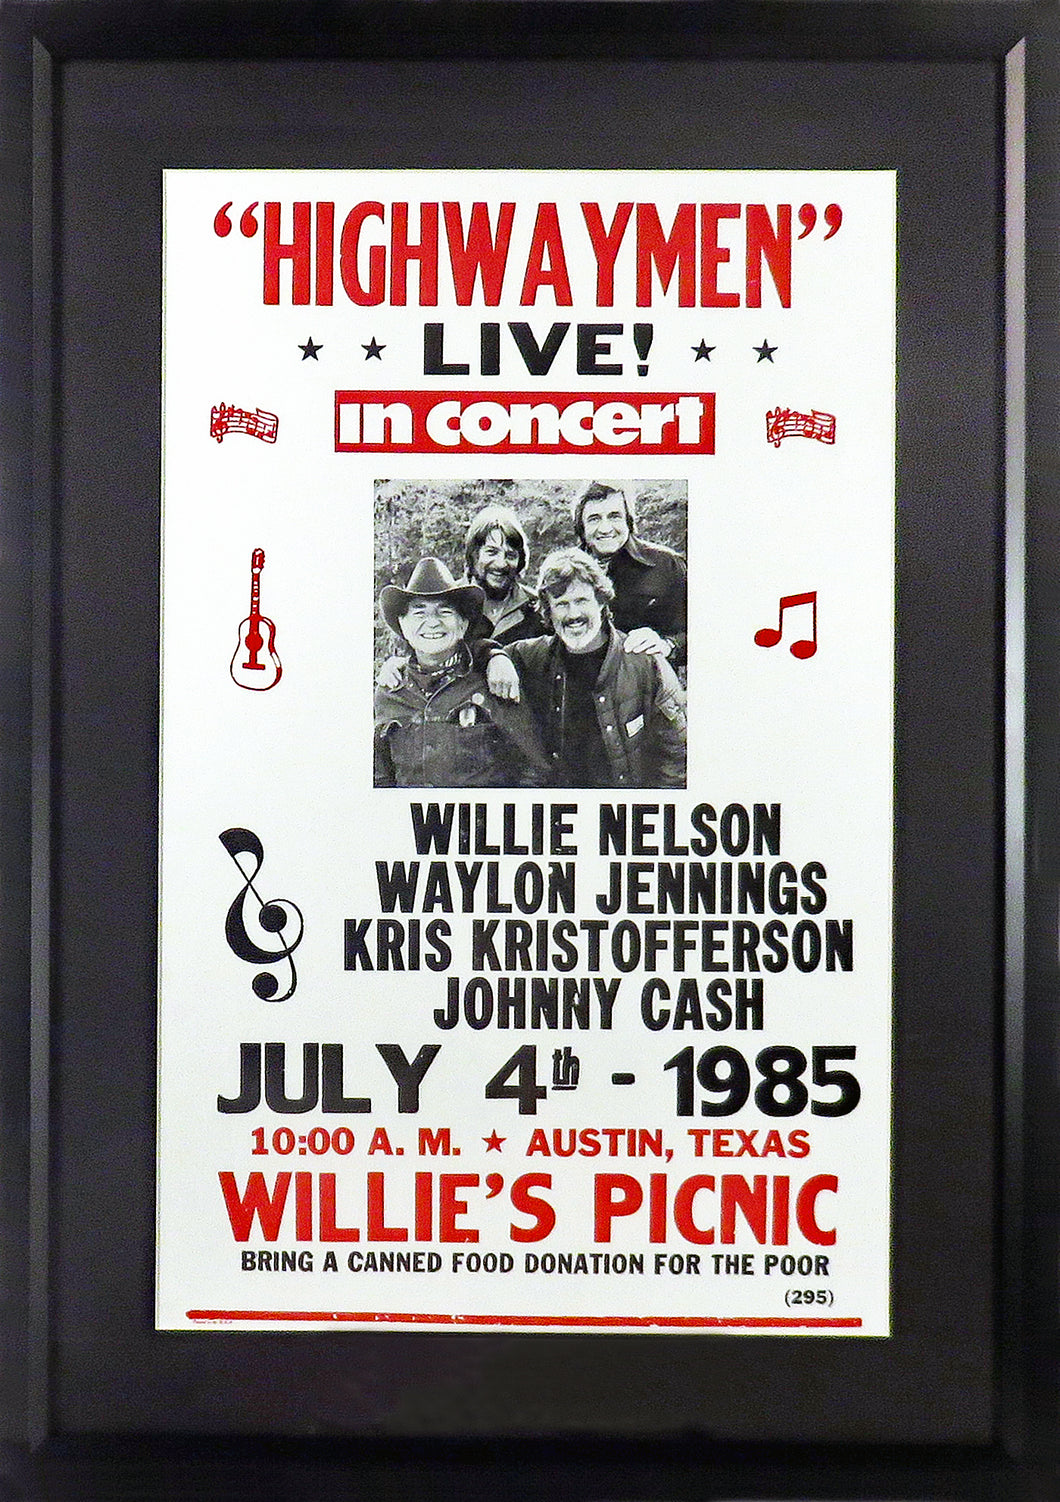 “HIGHWAYMEN”
LIVE!
in concert
WILLIE NELSON
WAYLON JENNINGS
KRIS KRISTOFFERSON
JOHNNY CASH
JULY 4th - 1985
10:00 A. M. ★ AUSTIN, TEXAS
WILLIE’S PICNIC
BRING A CANNED FOOD DONATION FOR THE POOR
(295)